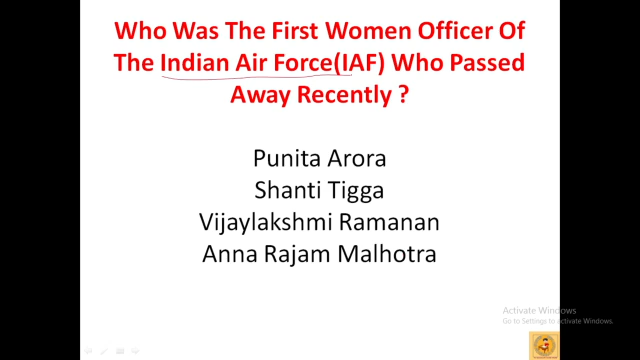 Who Was The First Women Officer Of
The Indian Air Force(IAF) Who Passed
Away Recently ?
Punita Arora
Shanti Tigga
Vijaylakshmi Ramanan
Anna Rajam Malhotra
Activate Windows
Go to Settings to activate Windows.